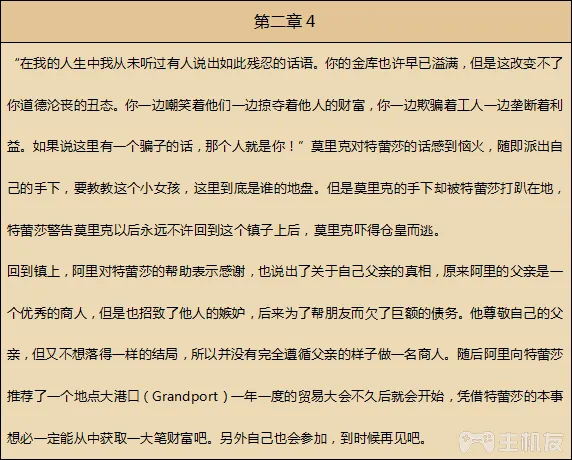 第二章 4
“在我的人生中我从未听过有人说出如此残忍的话语。你的金库也许早已溢满，但是这改变不了
你道德沦丧的丑态。你一边嘲笑着他们一边掠夺着他人的财富，你一边欺骗着工人一边垄断着利
益。如果说这里有一个骗子的话，那个人就是你！”莫里克对特蕾莎的话感到恼火，随即派出自
己的手下，要教教这个小女孩，这里到底是谁的地盘。但是莫里克的手下却被特蕾莎打趴在地，
特蕾莎警告莫里克以后永远不许回到这个镇子上后，莫里克吓得仓皇而逃。
回到镇上，阿里对特蕾莎的帮助表示感谢，也说出了关于自己父亲的真相，原来阿里的父亲是一
个优秀的商人，但是也招致了他人的嫉妒，后来为了帮朋友而欠了巨额的债务。他尊敬自己的父
亲，但又不想落得一样的结局，所以并没有完全遵循父亲的样子做一名商人。随后阿里向特蕾莎
推荐了一个地点大港口（Grandport）一年一度的贸易大会不久后就会开始，凭借特蕾莎的本事
想必一定能从中获取一大笔财富吧。另外自己也会参加，到时候再见吧。
主机友